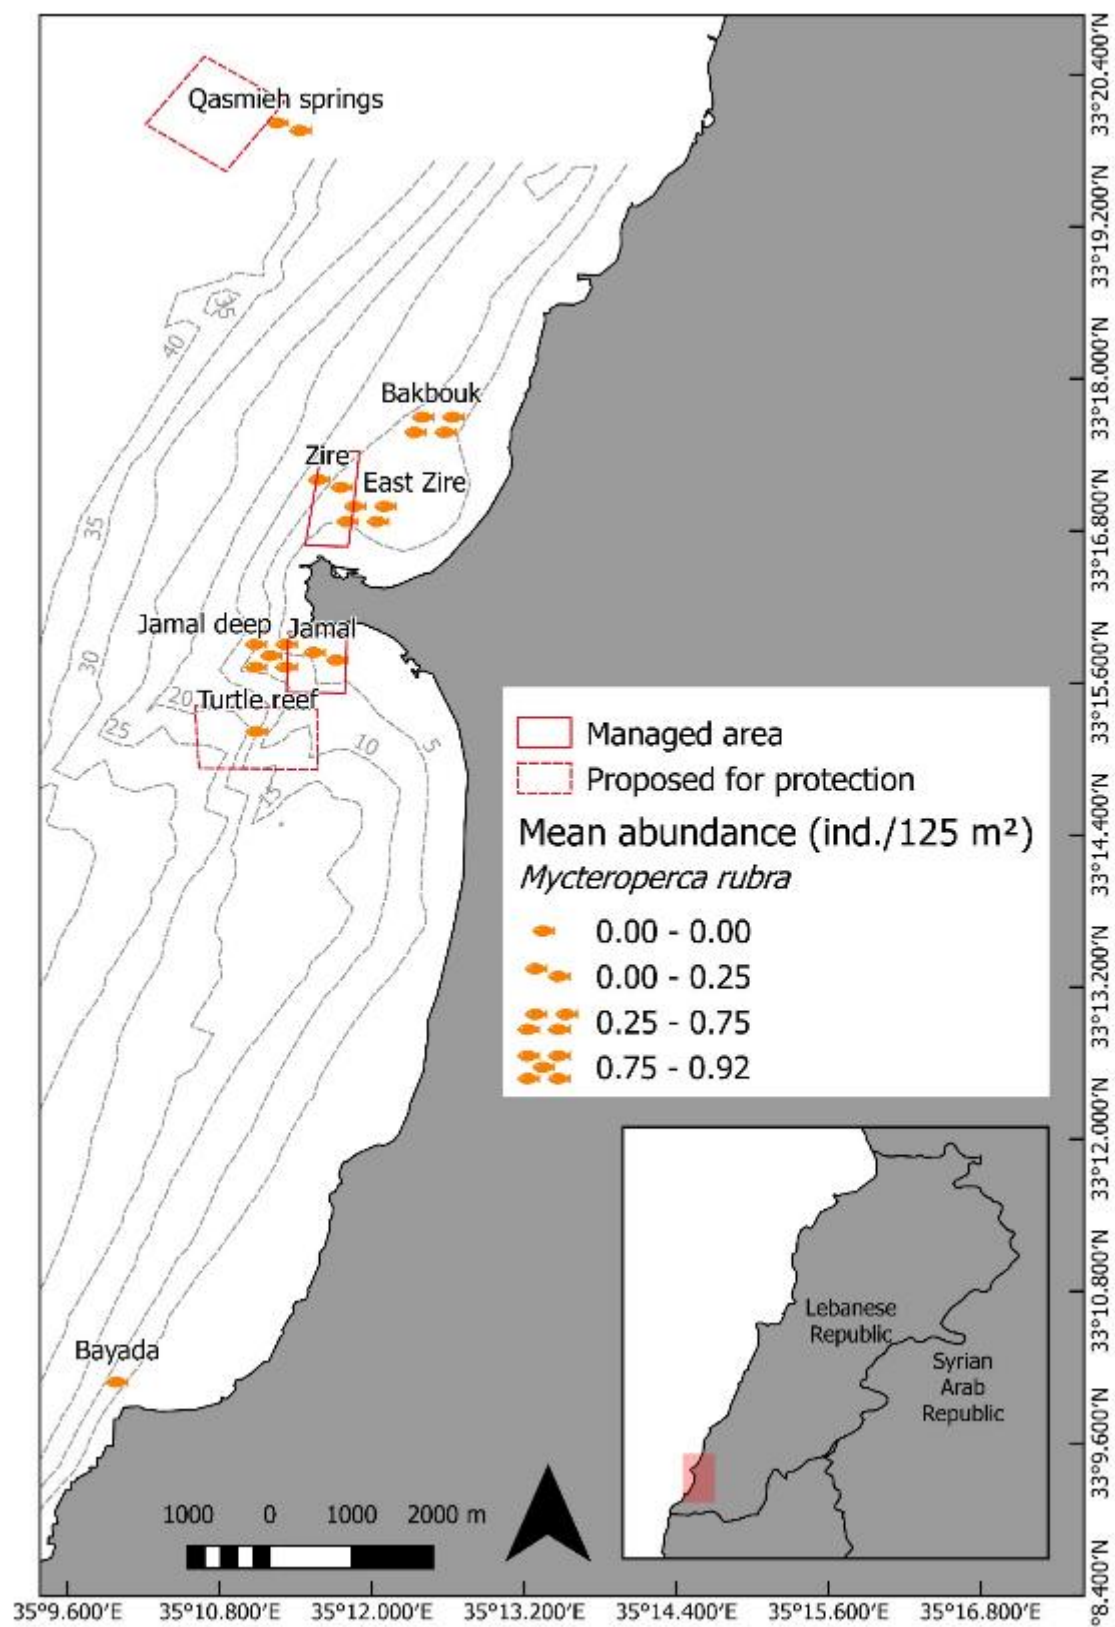 Qasmieh springs
35
40
Bakbouk
Zire
East Zire
35
Jamal deep
Jamal
30
20
Turtle reef
25
10
5
15
Managed area
Proposed for protection
Mean abundance (ind./125 m²)
Mycteroperca rubra
0.00 - 0.00
0.00 - 0.25
0.25 - 0.75
0.75 - 0.92
Lebanese
Republic
Syrian
Arab
Republic
Bayada
1000 0 1000 2000 m
33°20.400'N
33°19.200'N
33°18.000'N
33°16.800'N
33°15.600'N
33°14.400'N
33°13.200'N
33°12.000'N
33°10.800'N
33°9.600'N
°8.400'N
35°9.600'E 35°10.800'E 35°12.000'E 35°13.200'E 35°14.400'E 35°15.600'E 35°16.800'E